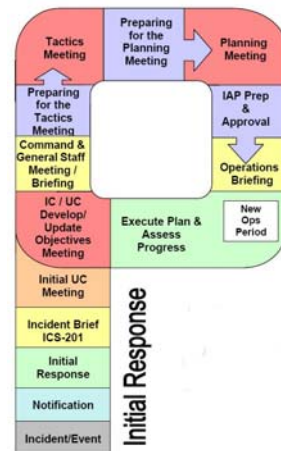 Tactics
Meeting
Preparing
for the
Planning
Meeting
Planning
Meeting
Preparing for
the Tactics
Meeting
IAP Prep
&
Approval
Command &
General Staff
Meeting /
Briefing
Operations
Briefing
IC / UC
Develop/
Update
Objectives
Meeting
Execute Plan &
Assess
Progress
New
Ops
Period
Initial UC
Meeting
Incident Brief
ICS-201
Initial
Response
Notification
Incident/Event
Initial Response